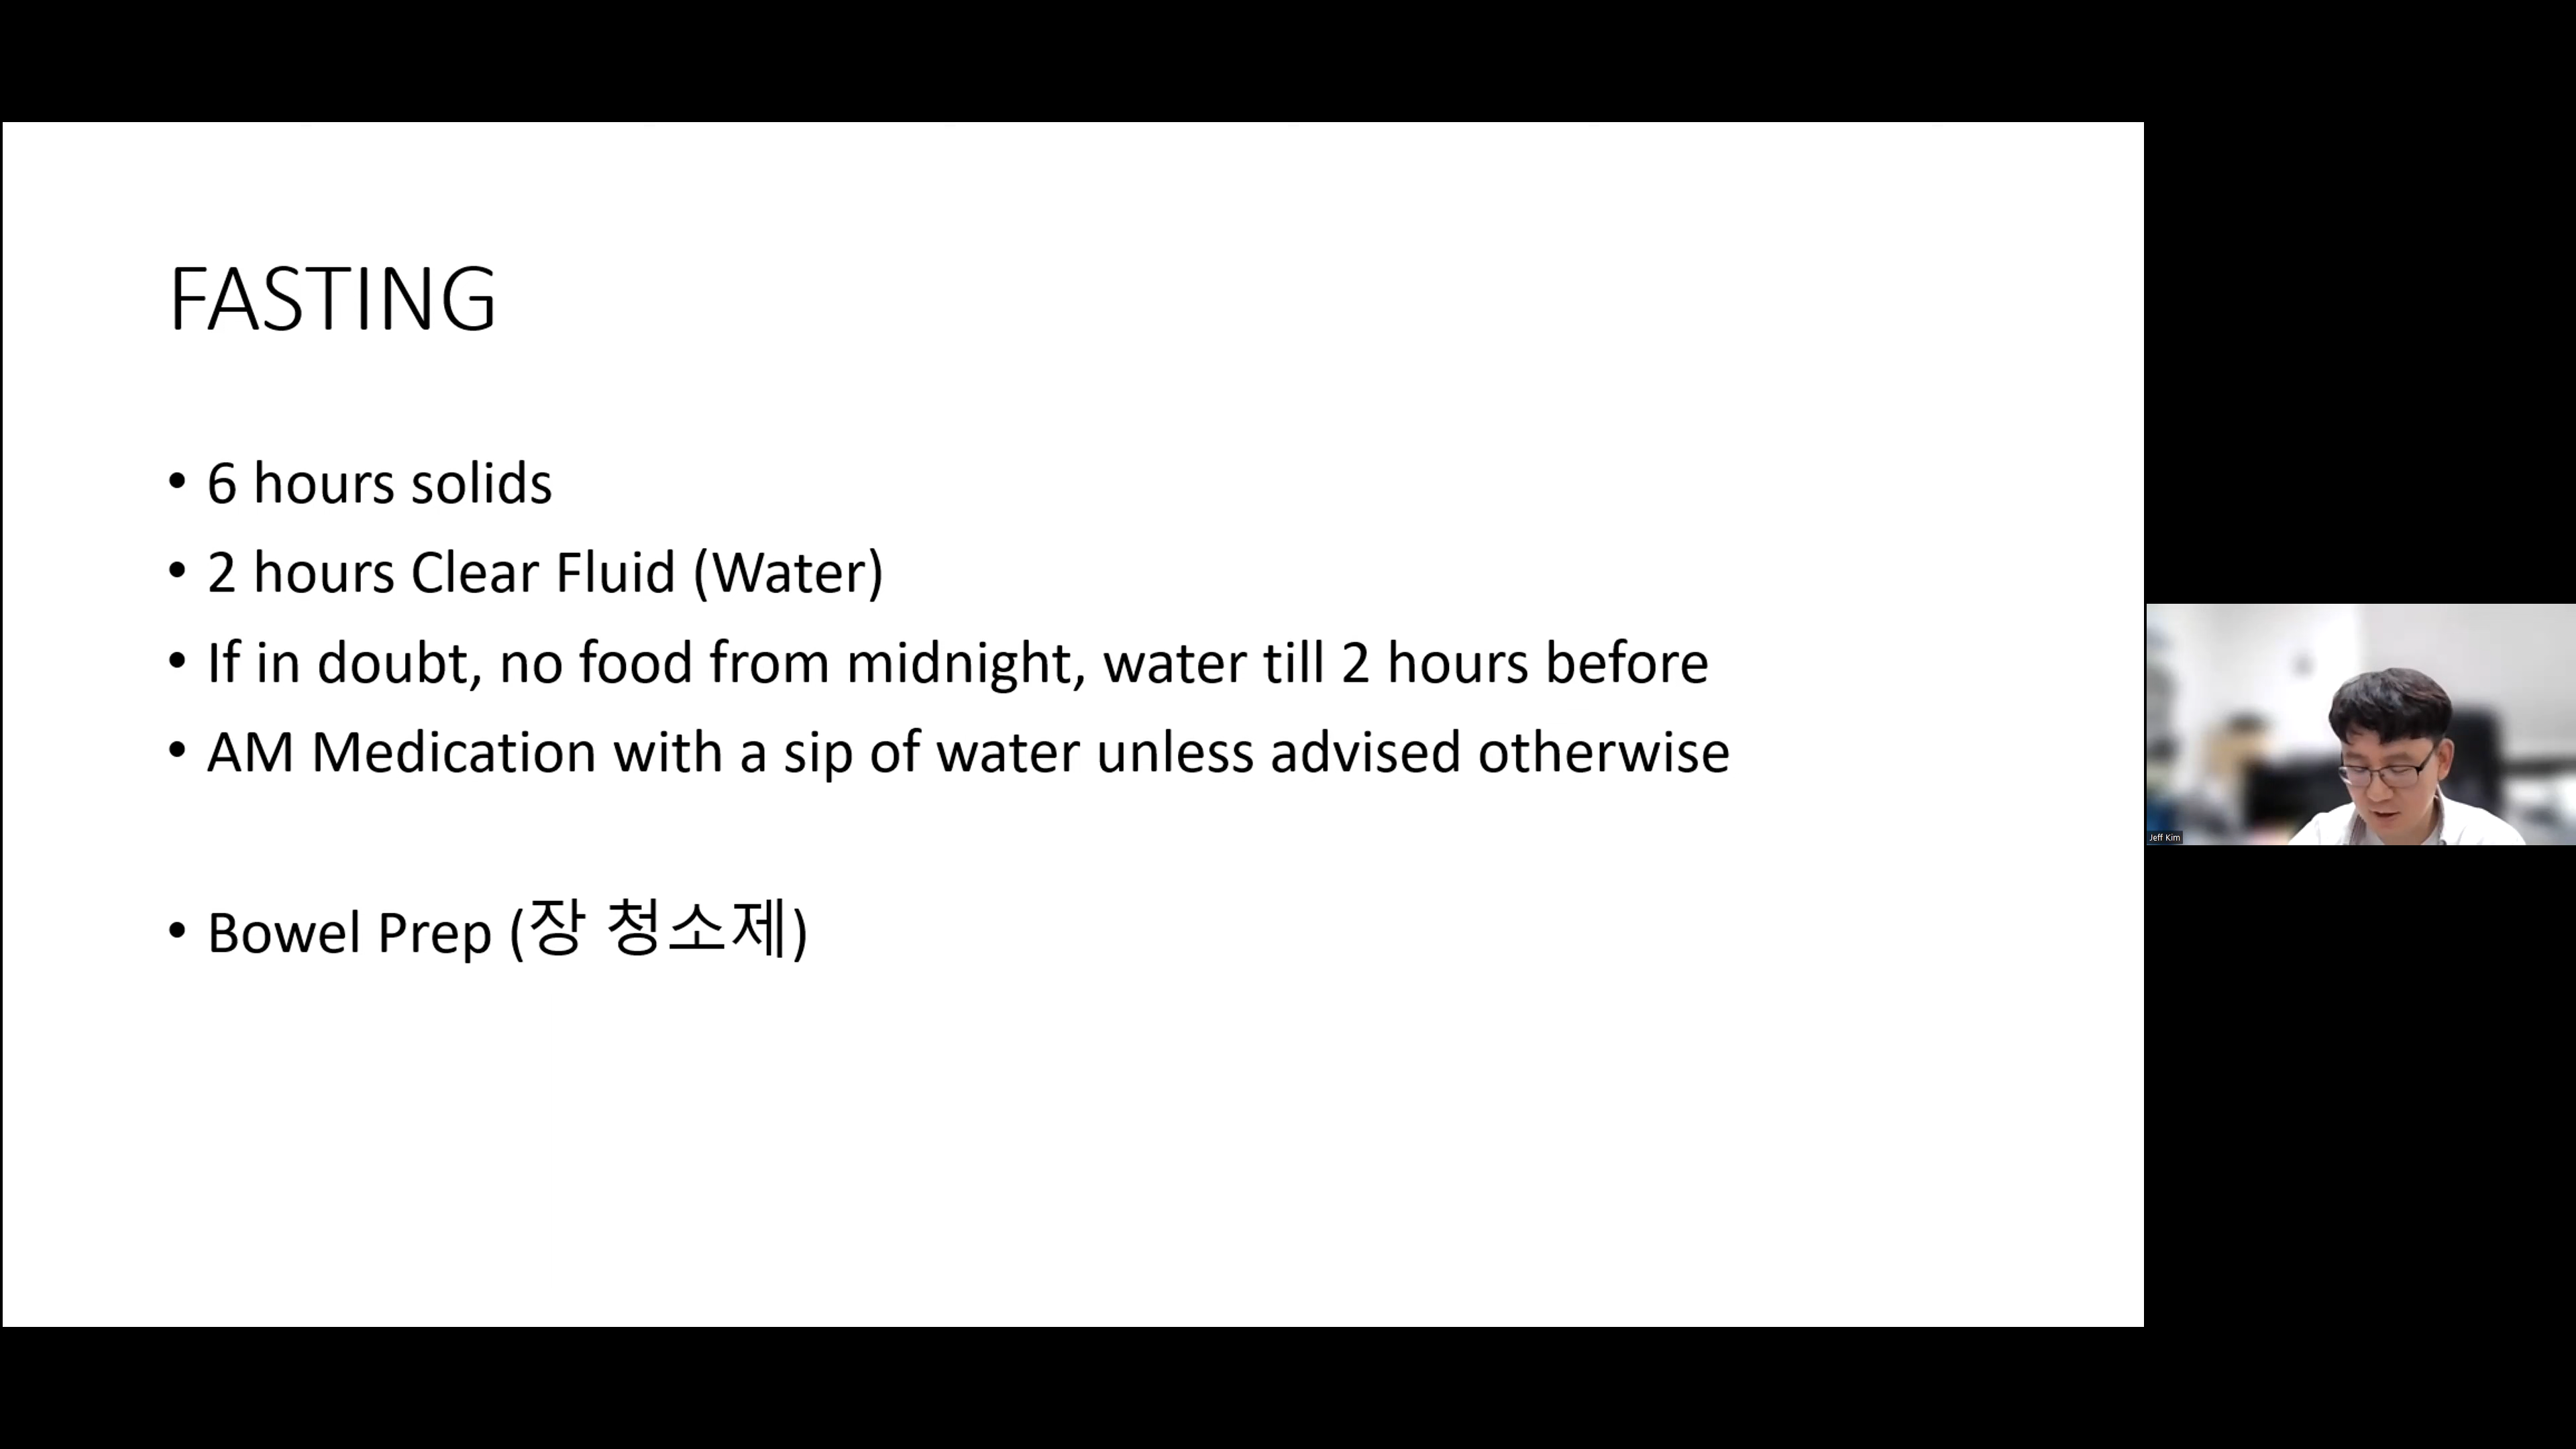 FASTING
• 6 hours solids
• 2 hours Clear Fluid (Water)
• If in doubt, no food from midnight, water till 2 hours before
• AM Medication with a sip of water unless advised otherwise
• Bowel Prep (장 청소제)
Jeff Kim